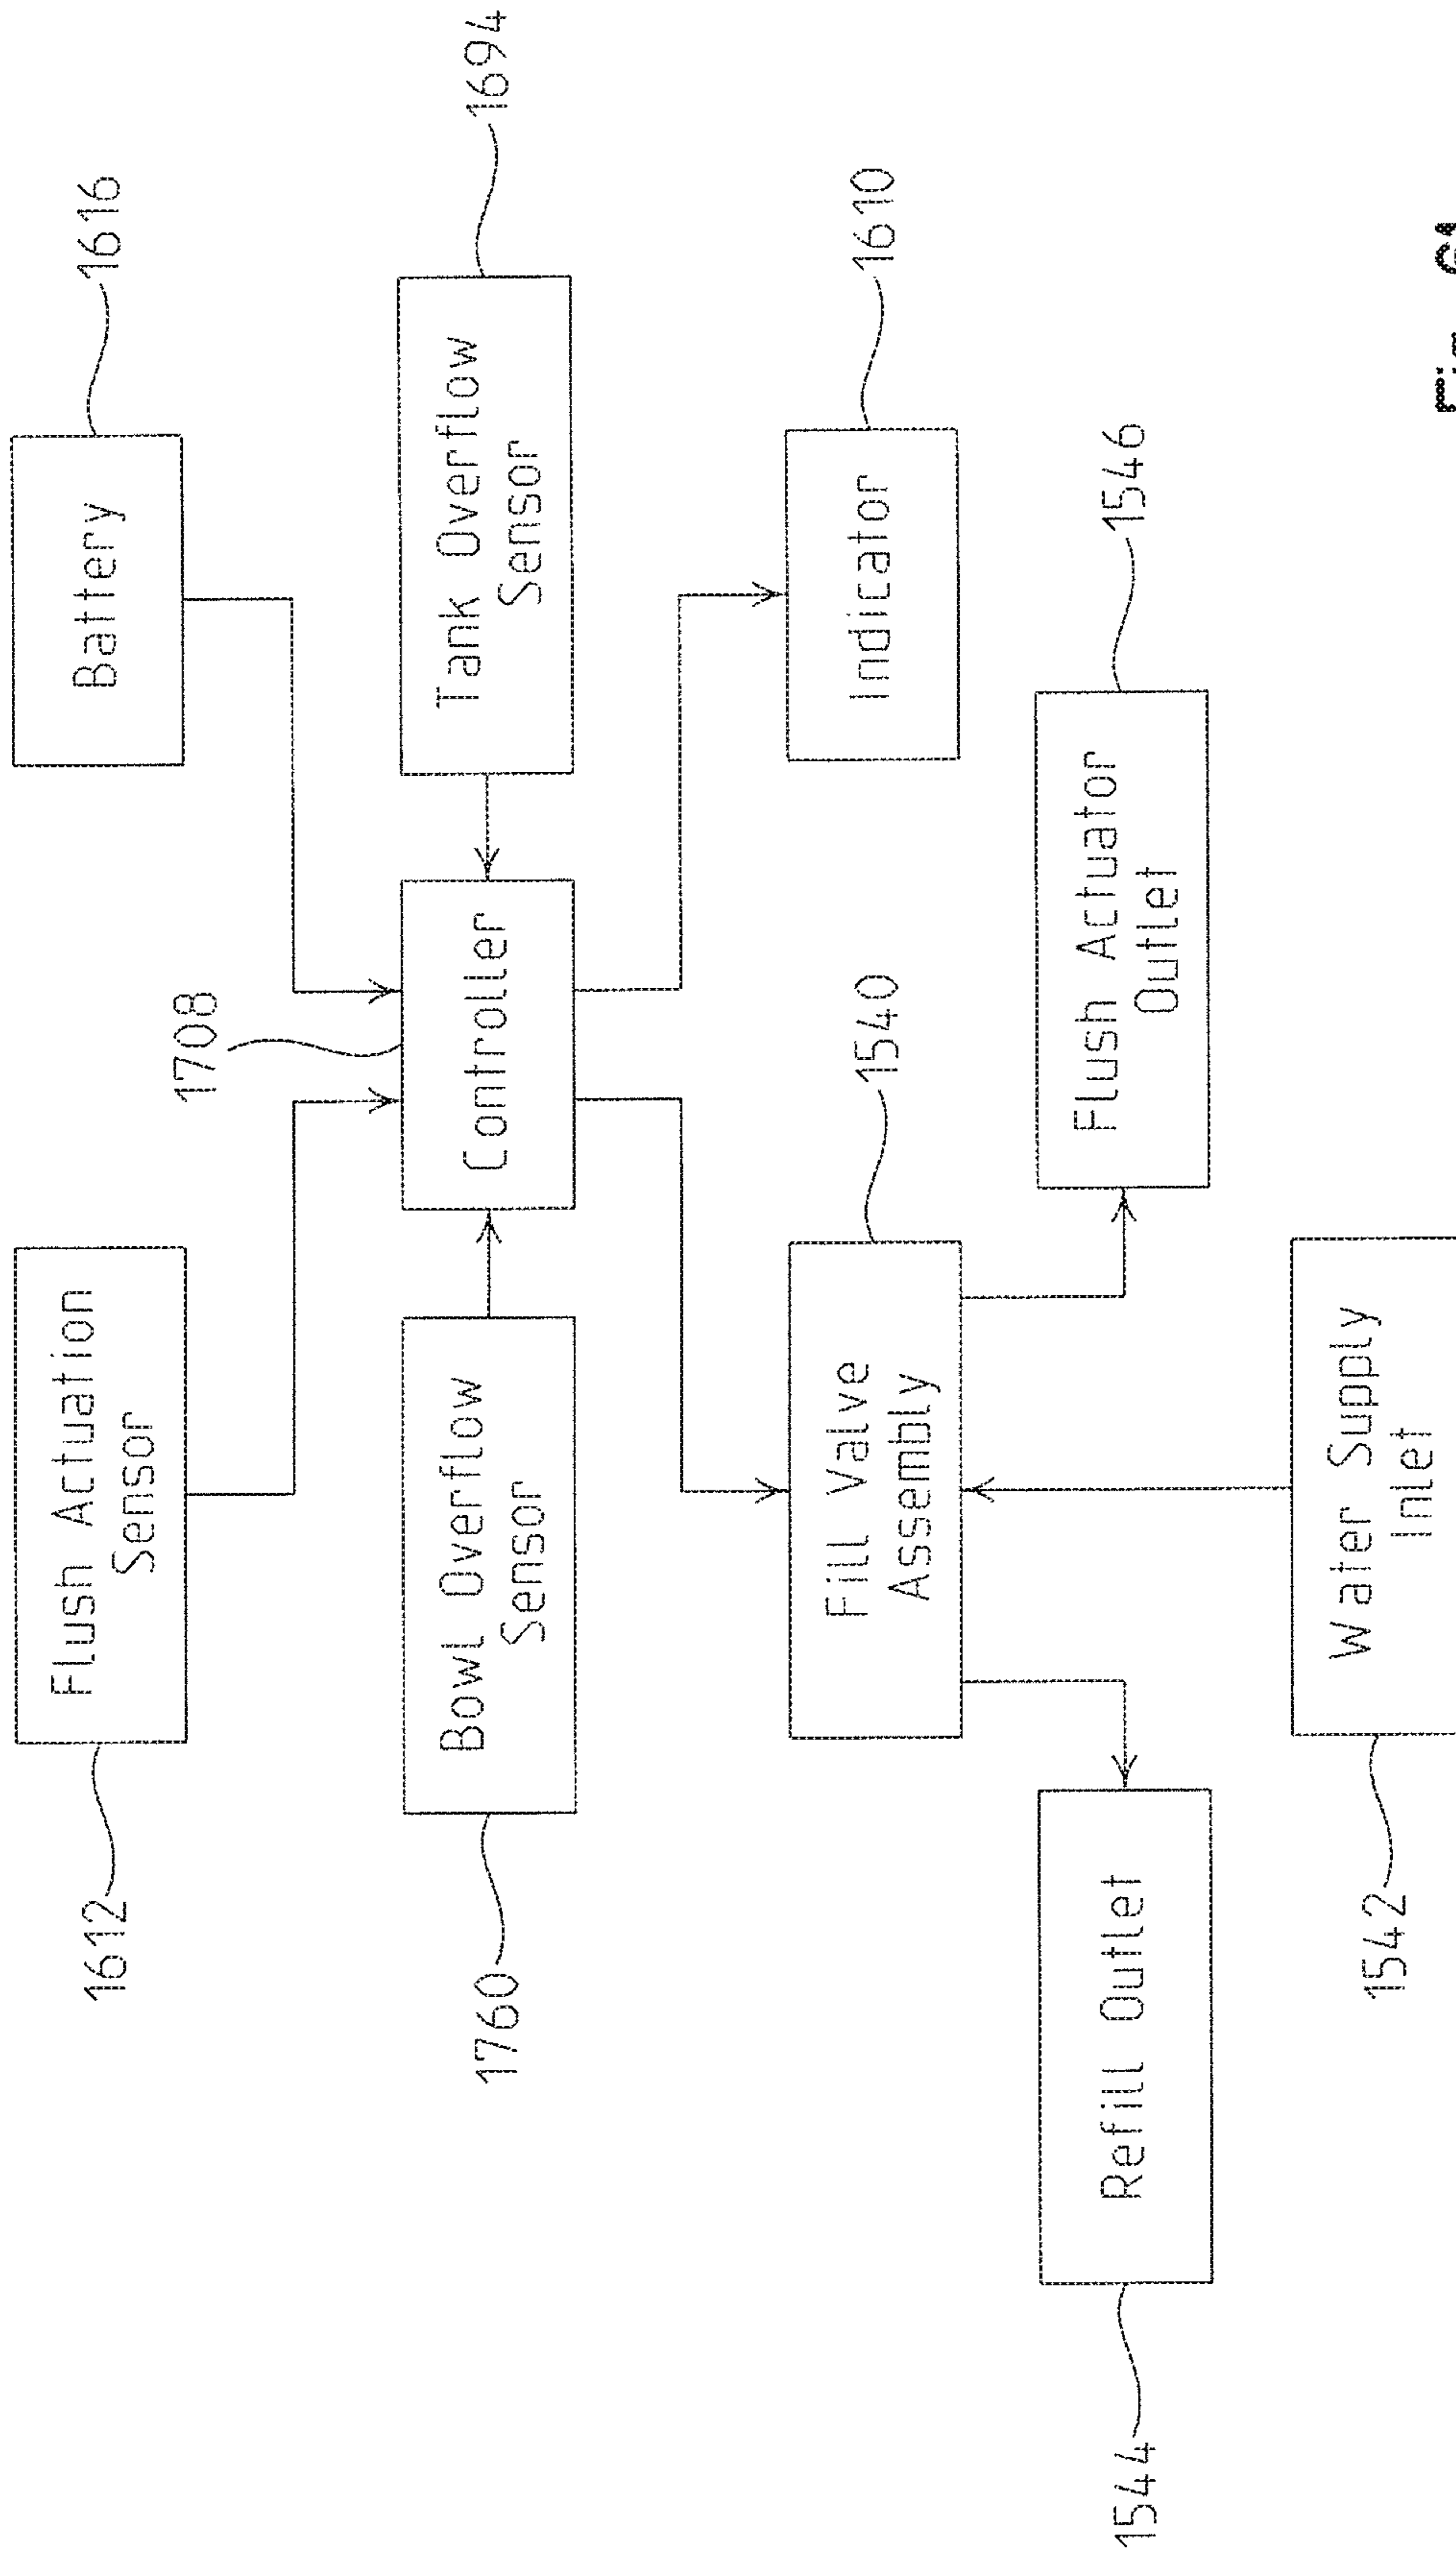 1612
Flush Actuation
Sensor
Battery
1616
1708
1760
Bowl Overflow
Sensor
Controller
Tank Overflow
Sensor
1694
Fill Valve
Assembly
1540
Indicator
1610
1544
Refill Outlet
Flush Actuator
Outlet
1546
1542
Water Supply
Inlet